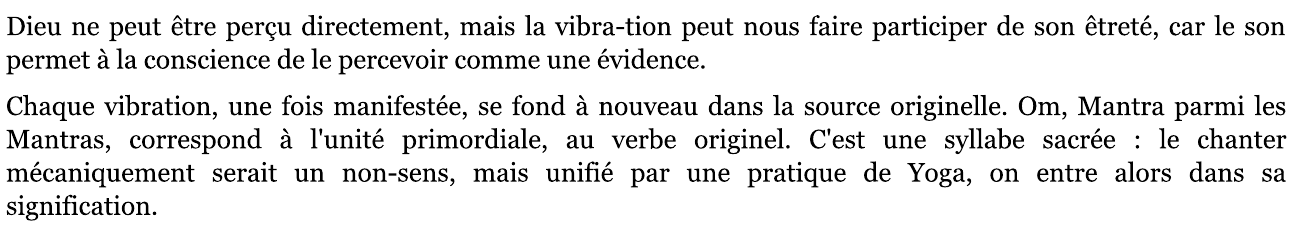 Dieu ne peut être perçu directement, mais la vibra-tion peut nous faire participer de son êtreté, car le son
permet à la conscience de le percevoir comme une évidence.
Chaque vibration, une fois manifestée, se fond à nouveau dans la source originelle. Om, Mantra parmi les
Mantras, correspond à l'unité primordiale, au verbe originel. C'est une syllabe sacrée : le chanter
mécaniquement serait un non-sens, mais unifié par une pratique de Yoga, on entre alors dans sa
signification.